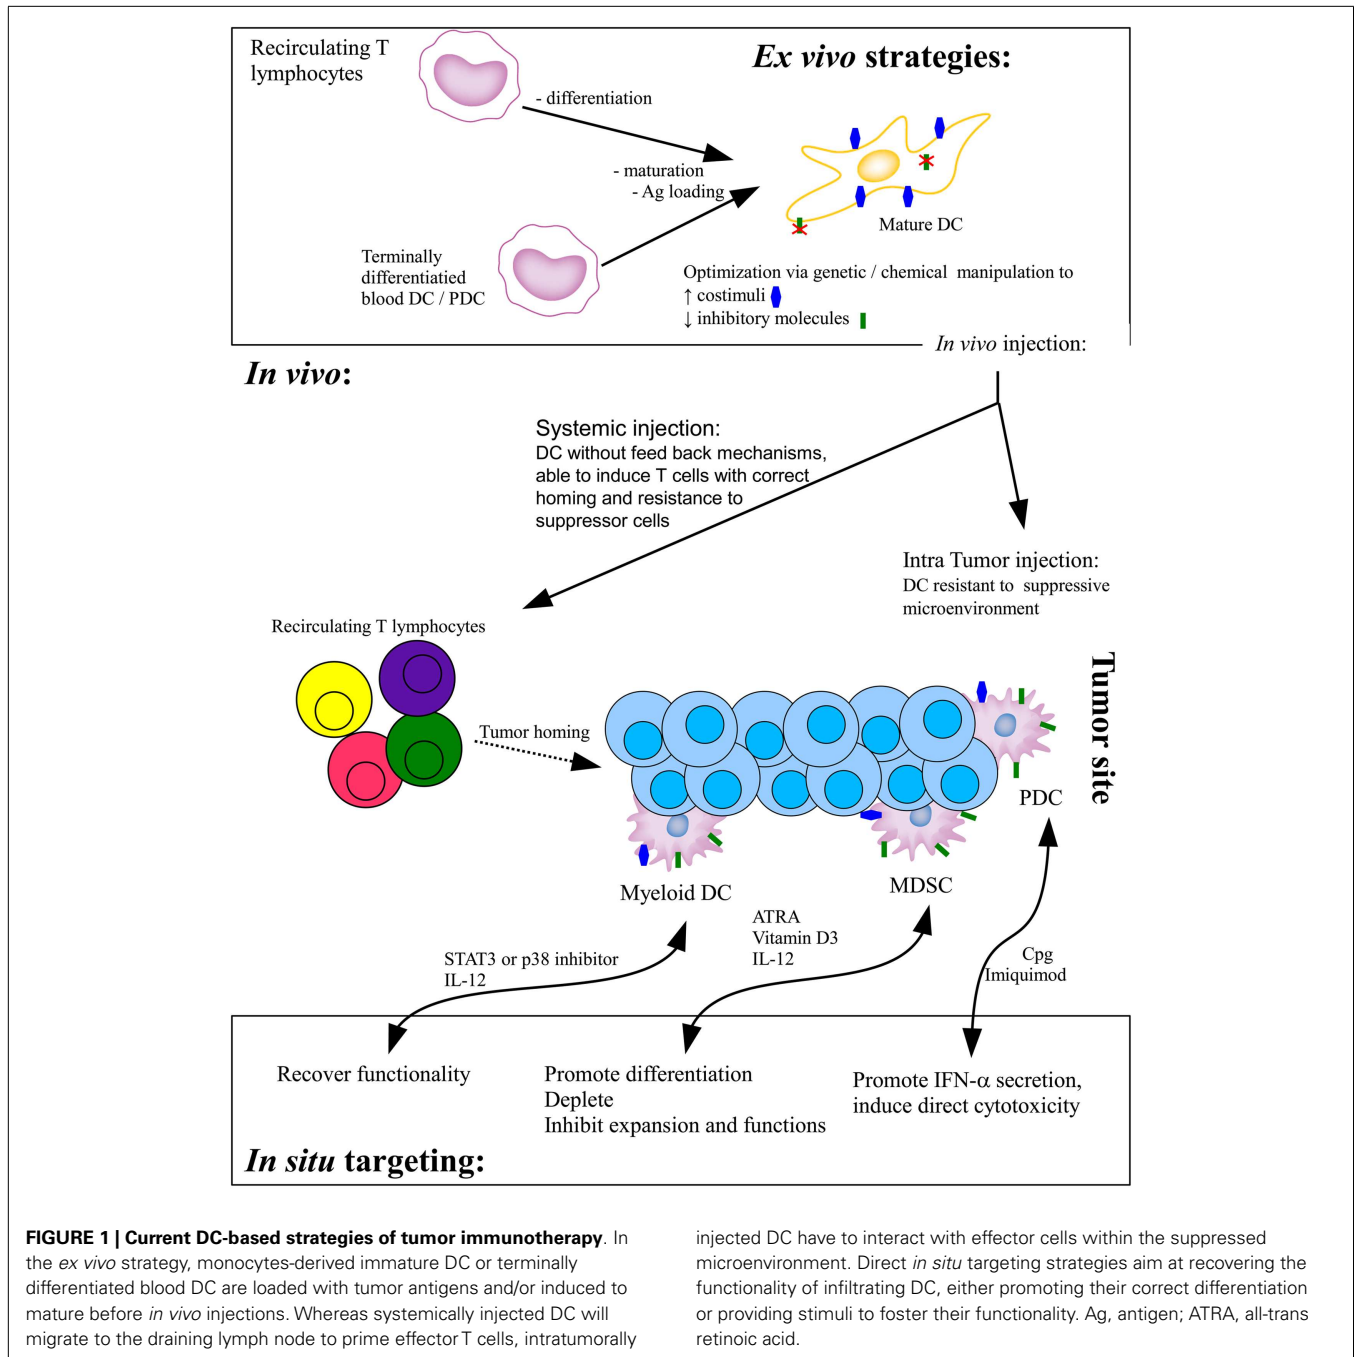 Recirculating T
lymphocytes
Ex vivo strategies:
- differentiation
- maturation
- Ag loading
Mature DC
Terminally
differentiatied
blood DC / PDC
Optimization via genetic / chemical manipulation to
↑ costimuli
↓ inhibitory molecules
In vivo injection:
In vivo:
Systemic injection:
DC without feed back mechanisms,
able to induce T cells with correct
homing and resistance to
suppressor cells
Intra Tumor injection:
DC resistant to suppressive
microenvironment
Recirculating T lymphocytes
Tumor homing
Tumor site
PDC
Myeloid DC
MDSC
ATRA
Vitamin D3
IL-12
STAT3 or p38 inhibitor
IL-12
Cpg
Imiquimod
Recover functionality
Promote differentiation
Deplete
Inhibit expansion and functions
Promote IFN-α secretion,
induce direct cytotoxicity
In situ targeting:
FIGURE 1 | Current DC-based strategies of tumor immunotherapy. In
the ex vivo strategy, monocytes-derived immature DC or terminally
differentiated blood DC are loaded with tumor antigens and/or induced to
mature before in vivo injections. Whereas systemically injected DC will
migrate to the draining lymph node to prime effector T cells, intratumorally
injected DC have to interact with effector cells within the suppressed
microenvironment. Direct in situ targeting strategies aim at recovering the
functionality of infiltrating DC, either promoting their correct differentiation
or providing stimuli to foster their functionality. Ag, antigen; ATRA, all-trans
retinoic acid.